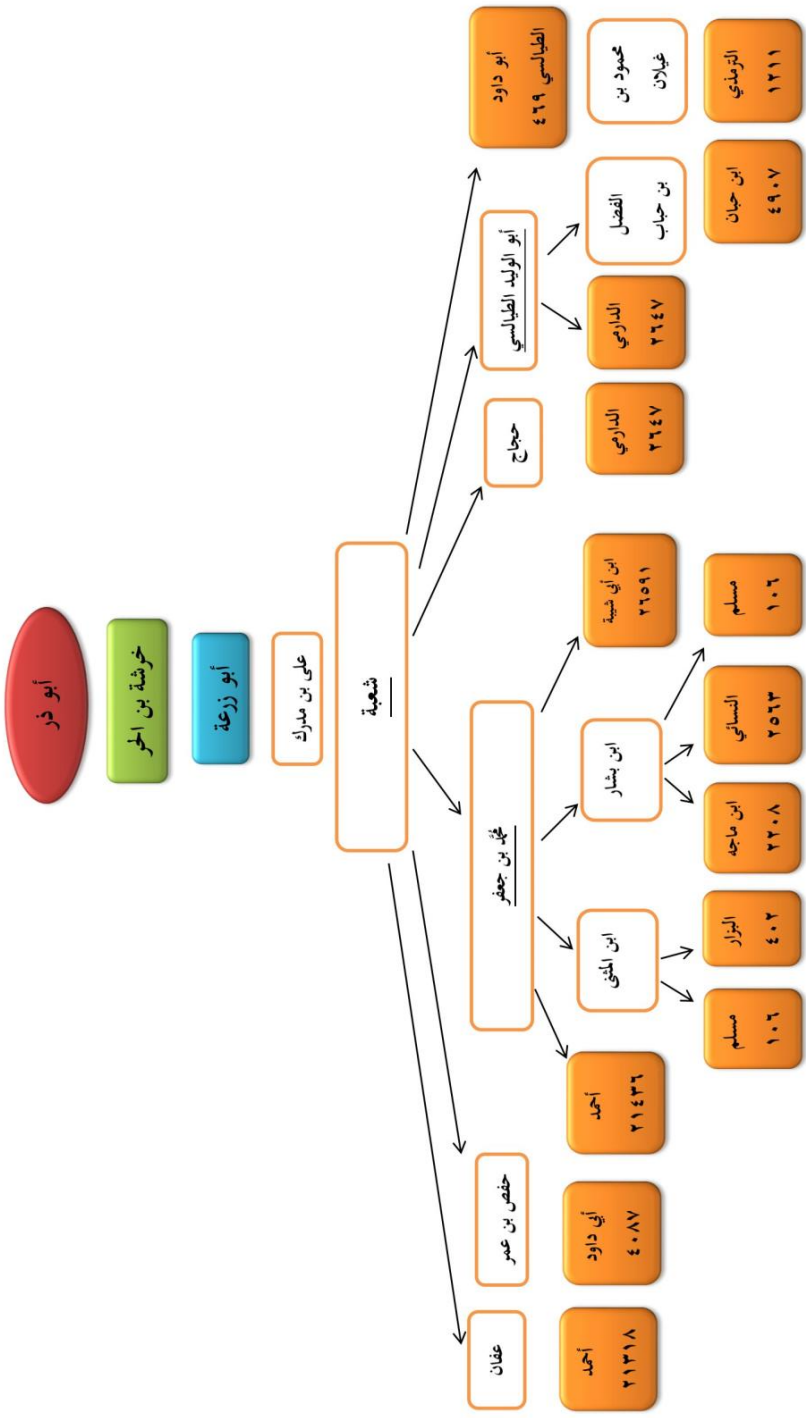 أبو ذر
خرشة بن الحر
أبو زرعة
على بن مدرك
شعبة
أبو داود
الطيالسي ٤٦٩
أبو الوليد الطيالسي
حجاج
محمَّد بن جعفر
حفص بن عمر
عفان
محمود بن
غيلان
الفضل
بن حباب
الدارمي
٢٦٤٧
الدارمي
٢٦٤٧
ابن أبي شيبة
٢٦٥٩١
ابن بشار
ابن المثنى
أحمد
٢١٤٣٦
أبي داود
٤٠٨٧
أحمد
٢١٣١٨
الترمذي
١٢١١
ابن حبان
٤٩٠٧
مسلم
١٠٦
النسائي
٢٥٦٣
ابن ماجه
٢٢٠٨
البزار
٤٠٢
مسلم
١٠٦